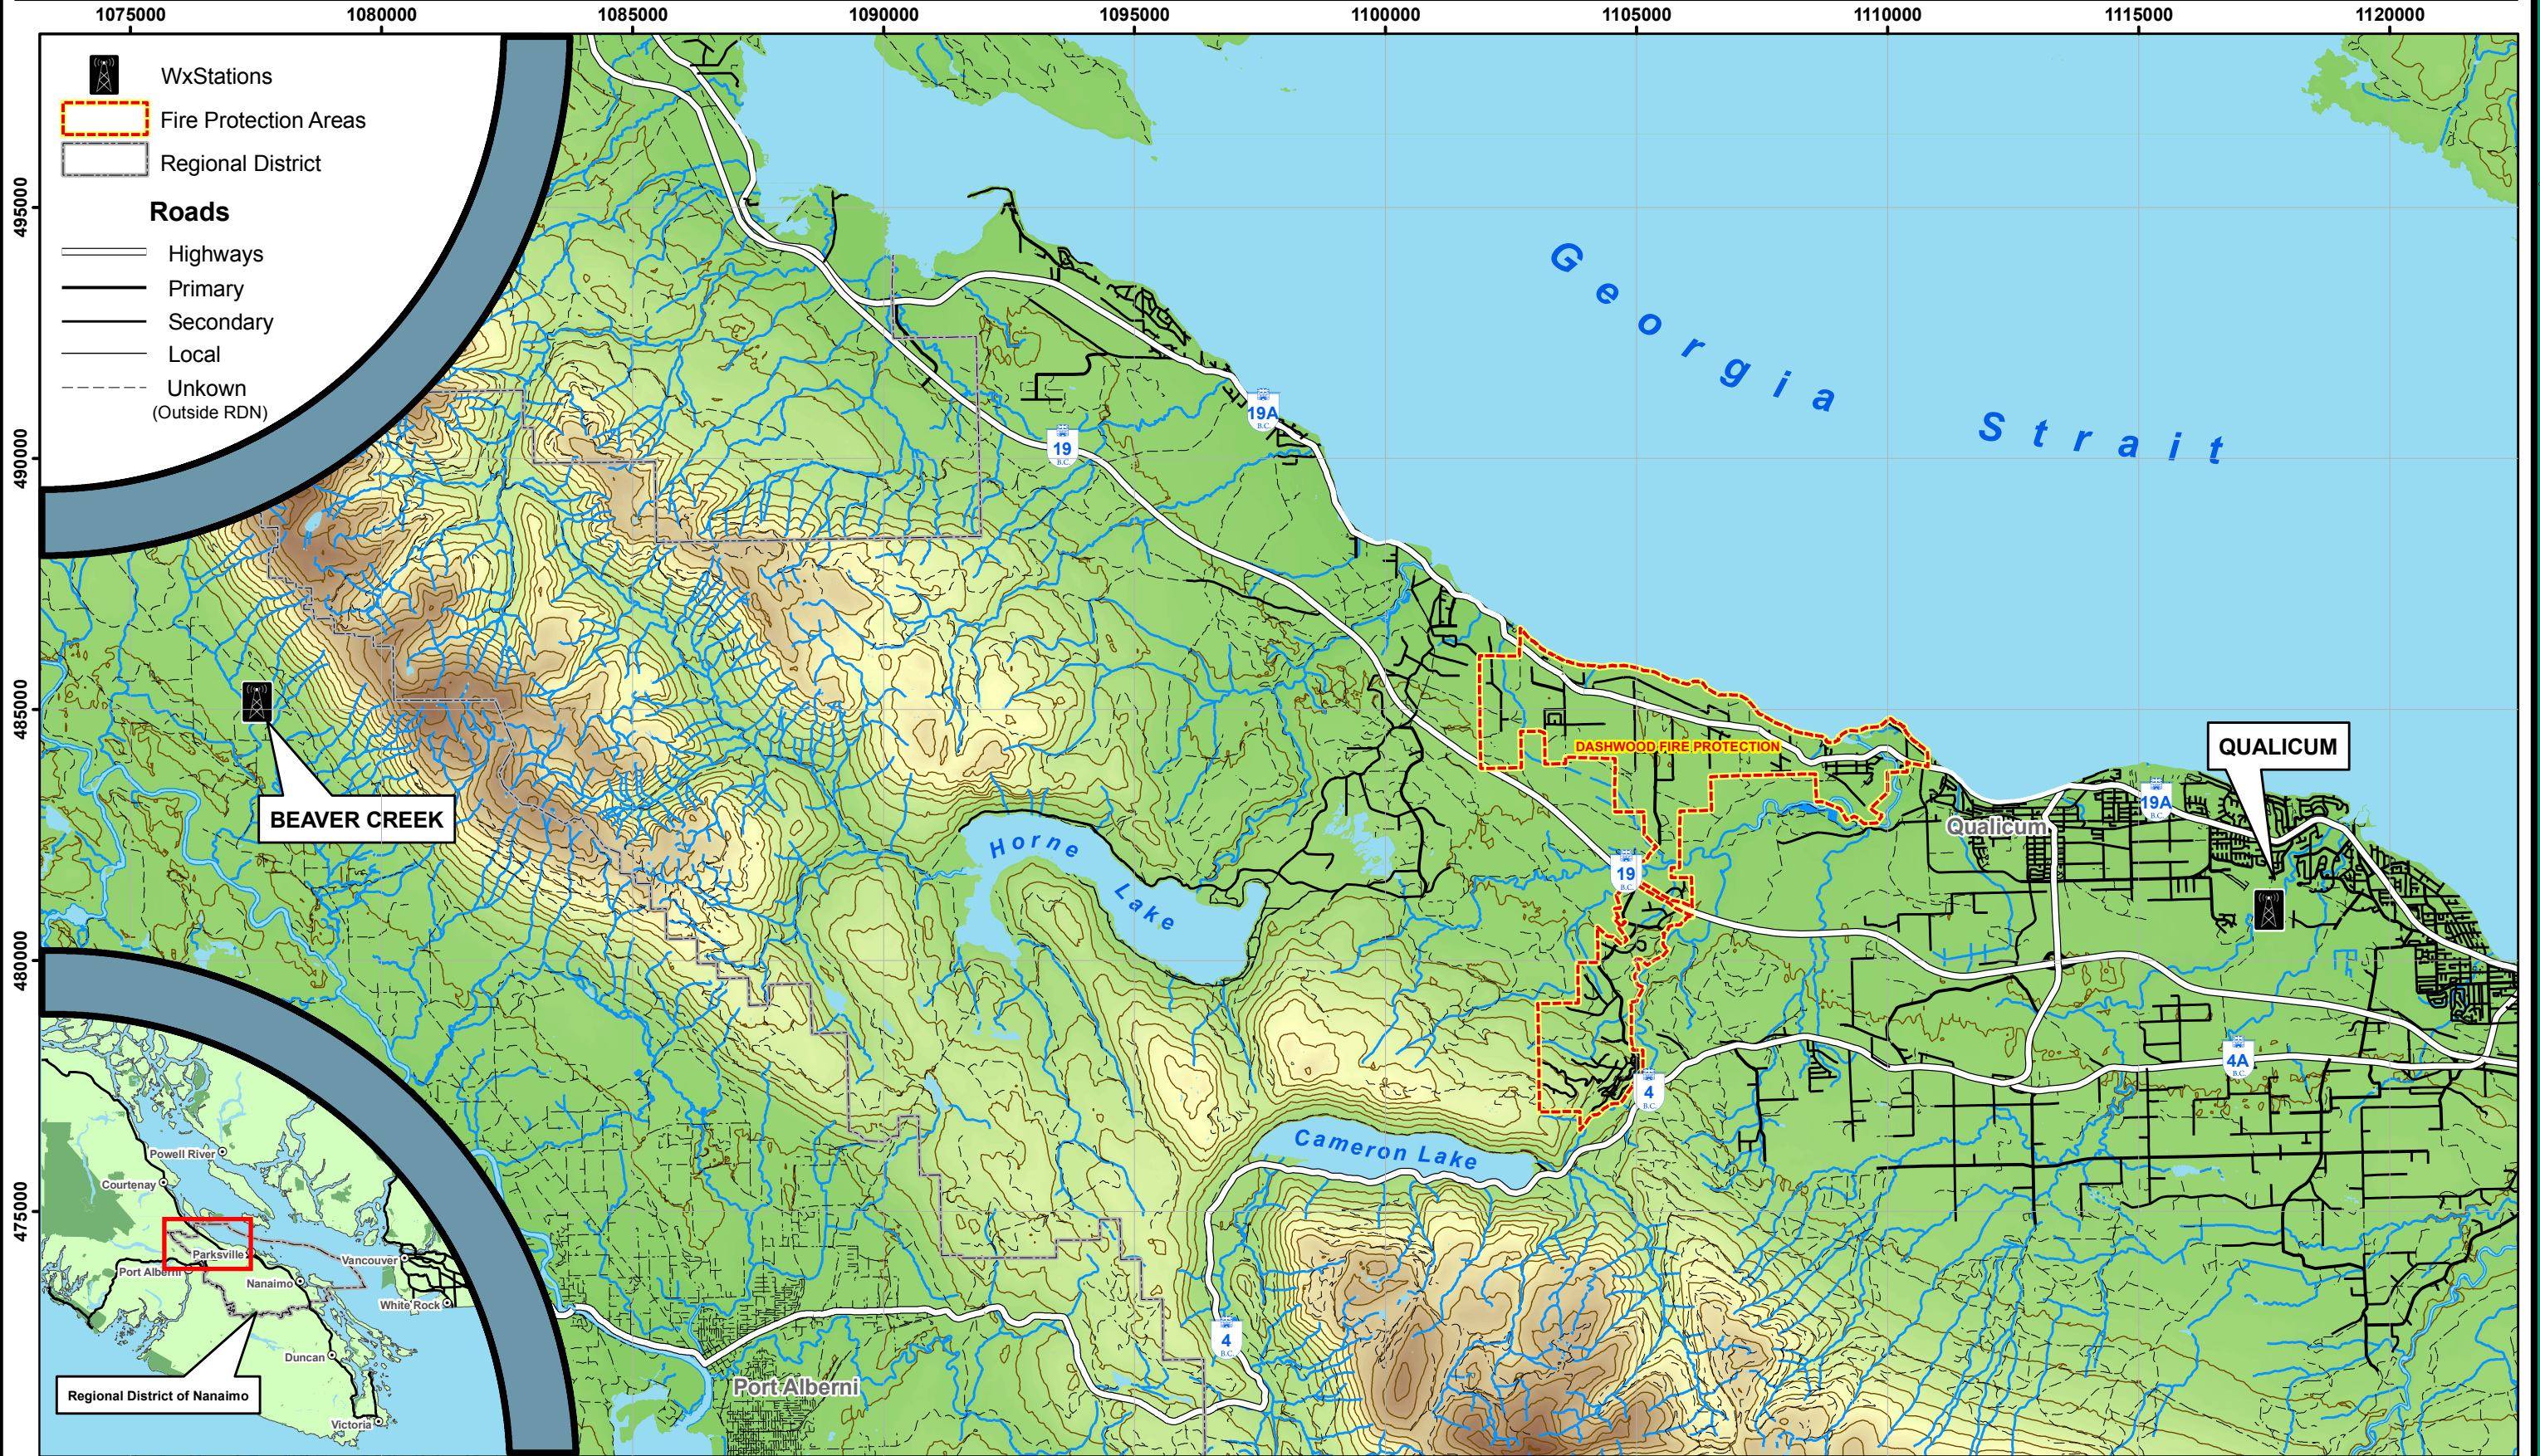 1075000 1080000 1085000 1090000 1095000 1100000 1105000 1110000 1115000 1120000
WxStations
Fire Protection Areas
Regional District
Roads
Highways
Primary
Secondary
Local
Unkown
(Outside RDN)
495000
490000
485000
480000
475000
Georgia Strait
19A
B.C.
19
B.C.
DASHWOOD FIRE PROTECTION
QUALICUM
19A
B.C.
BEAVER CREEK
Qualicum
Horne Lake
19
B.C.
4A
B.C.
4
B.C.
Cameron Lake
4
B.C.
Port Alberni
Powell River
Courtenay
Parksville
Vancouver
Port Alberni
Nanaimo
White Rock
Duncan
Regional District of Nanaimo
Victoria